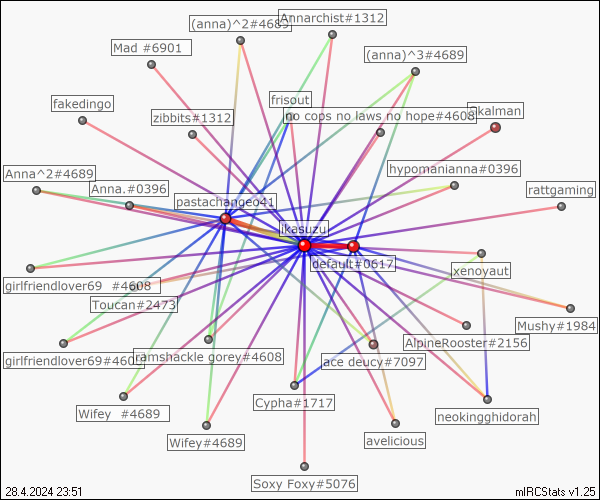 (anna)^2#4689
Annarchist#1312
Mad #6901
(anna)^3#4689
fakedingo
frisout
zibbits#1312
no cops no laws no hope#4608
skalman
Anna^2#4689
Anna.#0396
hypomanianna#0396
rattgaming
pastachanged41
ikasuzu
default#0617
xenoyaut
girlfriendlover69 #4608
Toucan#2473
Mushy#1984
girlfriendlover69#4608
ramshackle gorey#4608
ace deucy#7097
AlpineRooster#2156
Wifey #4689
Cypha#1717
neokingghidorah
Wifey#4689
avelicious
Soxy Foxy#5076
28.4.2024 23:51
mIRCStats v1.25